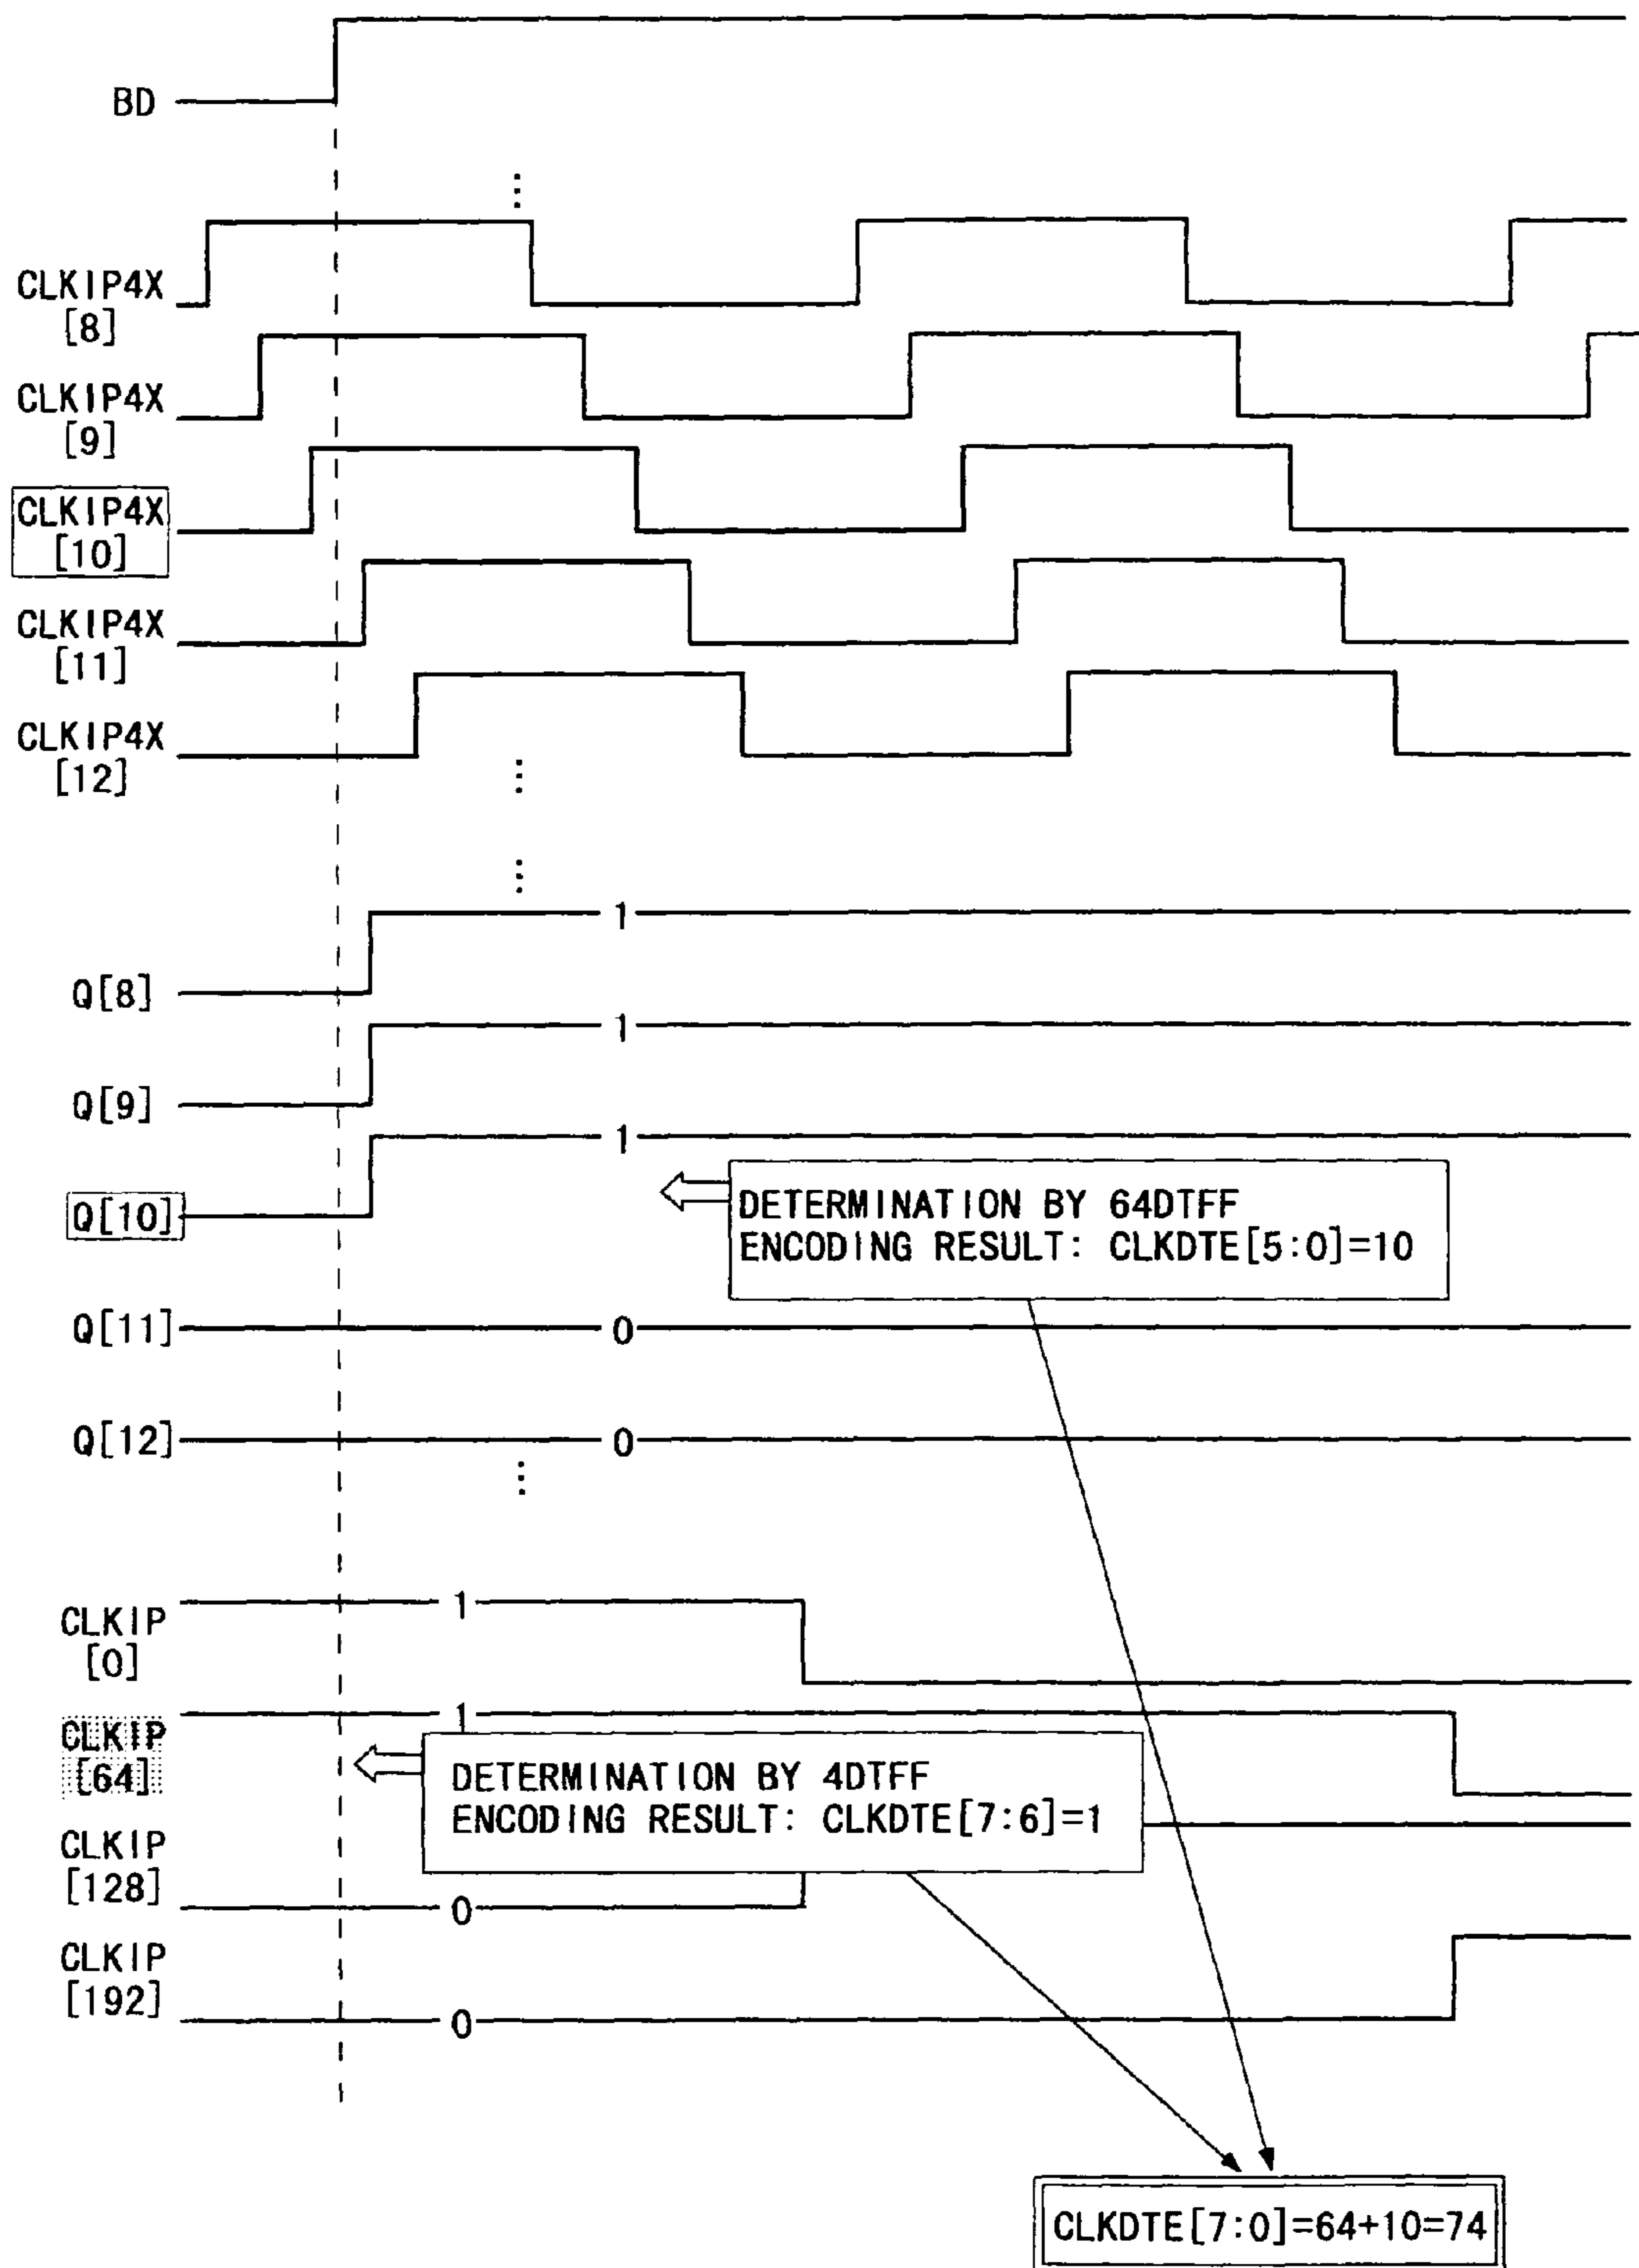 BD
CLKIP4X
[8]
CLKIP4X
[9]
CLKIP4X
[10]
CLKIP4X
[11]
CLKIP4X
[12]
1
Q[8]
1
Q[9]
1
Q[10]
DETERMINATION BY 64DTFF
ENCODING RESULT: CLKDTE[5:0]=10
Q[11]
0
Q[12]
0
1
CLKIP
[0]
1
CLKIP
[64]
DETERMINATION BY 4DTFF
ENCODING RESULT: CLKDTE[7:6]=1
CLKIP
[128]
0
CLKIP
[192]
0
CLKDTE[7:0]=64+10=74